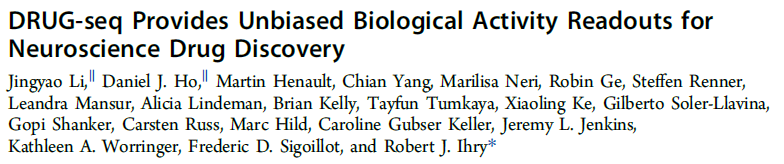 DRUG-seq Provides Unbiased Biological Activity Readouts for
Neuroscience Drug Discovery
Jingyao Li,∥ Daniel J. Ho,∥ Martin Henault, Chian Yang, Marilisa Neri, Robin Ge, Steffen Renner,
Leandra Mansur, Alicia Lindeman, Brian Kelly, Tayfun Tumkaya, Xiaoling Ke, Gilberto Soler-Llavina,
Gopi Shanker, Carsten Russ, Marc Hild, Caroline Gubser Keller, Jeremy L. Jenkins,
Kathleen A. Worringer, Frederic D. Sigoillot, and Robert J. Ihry*